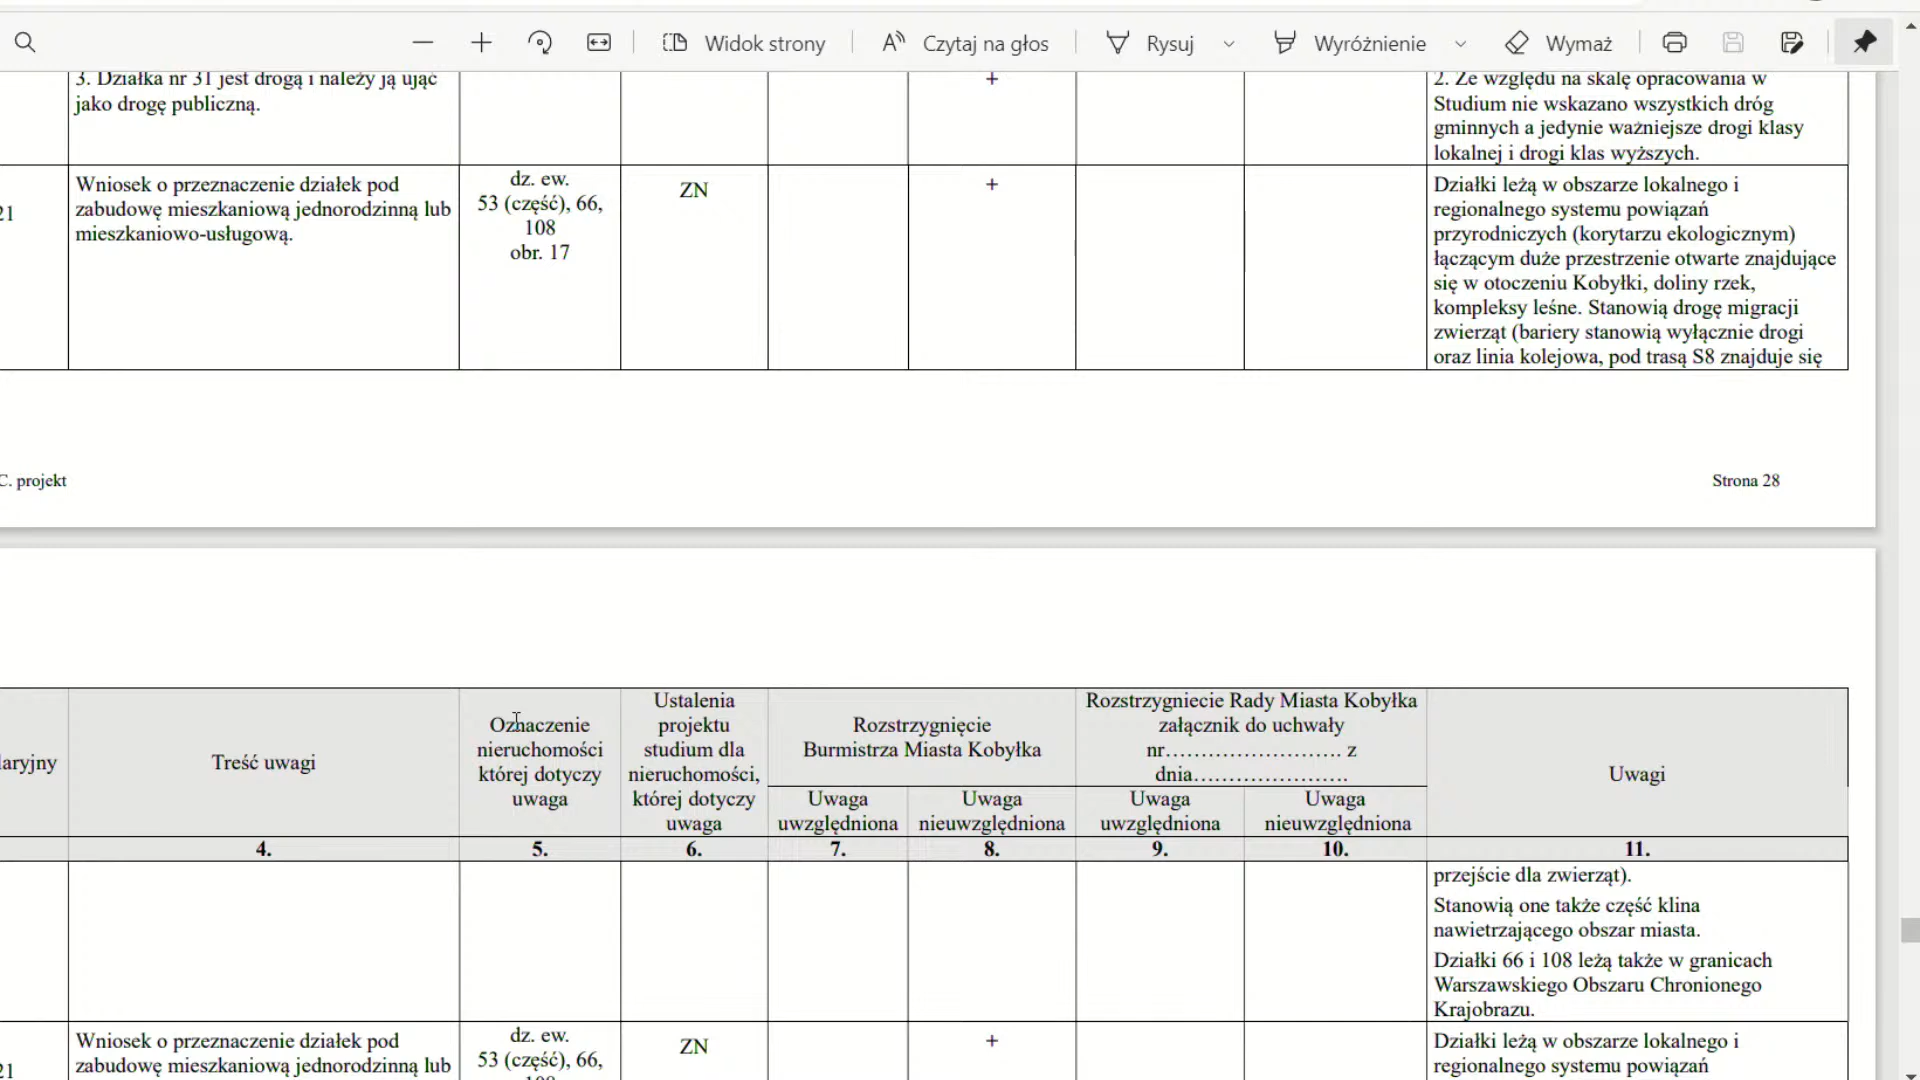 Widok strony
Czytaj na głos
Rysuj
Wyróżnienie
Wymaż
3. Działka nr 31 jest drogą i należy ją ująć
jako drogę publiczną.
+
2. Ze względu na skalę opracowania w
Studium nie wskazano wszystkich dróg
gminnych a jedynie ważniejsze drogi klasy
lokalnej i drogi klas wyższych.
21
Wniosek o przeznaczenie działek pod
zabudowę mieszkaniową jednorodzinną lub
mieszkaniowo-usługową.
dz. ew.
53 (część), 66,
108
obr. 17
ZN
+
Działki leżą w obszarze lokalnego i
regionalnego systemu powiązań
przyrodniczych (korytarzu ekologicznym)
łączącym duże przestrzenie otwarte znajdujące
się w otoczeniu Kobyłki, doliny rzek,
kompleksy leśne. Stanowią drogę migracji
zwierząt (bariery stanowią wyłącznie drogi
oraz linia kolejowa, pod trasą S8 znajduje się
C. projekt
Strona 28
laryjny
Treść uwagi
Oznaczenie
nieruchomości
której dotyczy
uwaga
Ustalenia
projektu
studium dla
nieruchomości,
której dotyczy
uwaga
Rozstrzygnięcie
Burmistrza Miasta Kobyłka
Rozstrzygniecie Rady Miasta Kobyłka
załącznik do uchwały
nr…………………… z
dnia………………….
Uwagi
Uwaga
uwzględniona
Uwaga
nieuwzględniona
Uwaga
uwzględniona
Uwaga
nieuwzględniona
4.
5.
6.
7.
8.
9.
10.
11.
przejście dla zwierząt).
Stanowią one także część klina
nawietrzającego obszar miasta.
Działki 66 i 108 leżą także w granicach
Warszawskiego Obszaru Chronionego
Krajobrazu.
21
Wniosek o przeznaczenie działek pod
zabudowę mieszkaniową jednorodzinną lub
dz. ew.
53 (część), 66,
108
ZN
+
Działki leżą w obszarze lokalnego i
regionalnego systemu powiązań